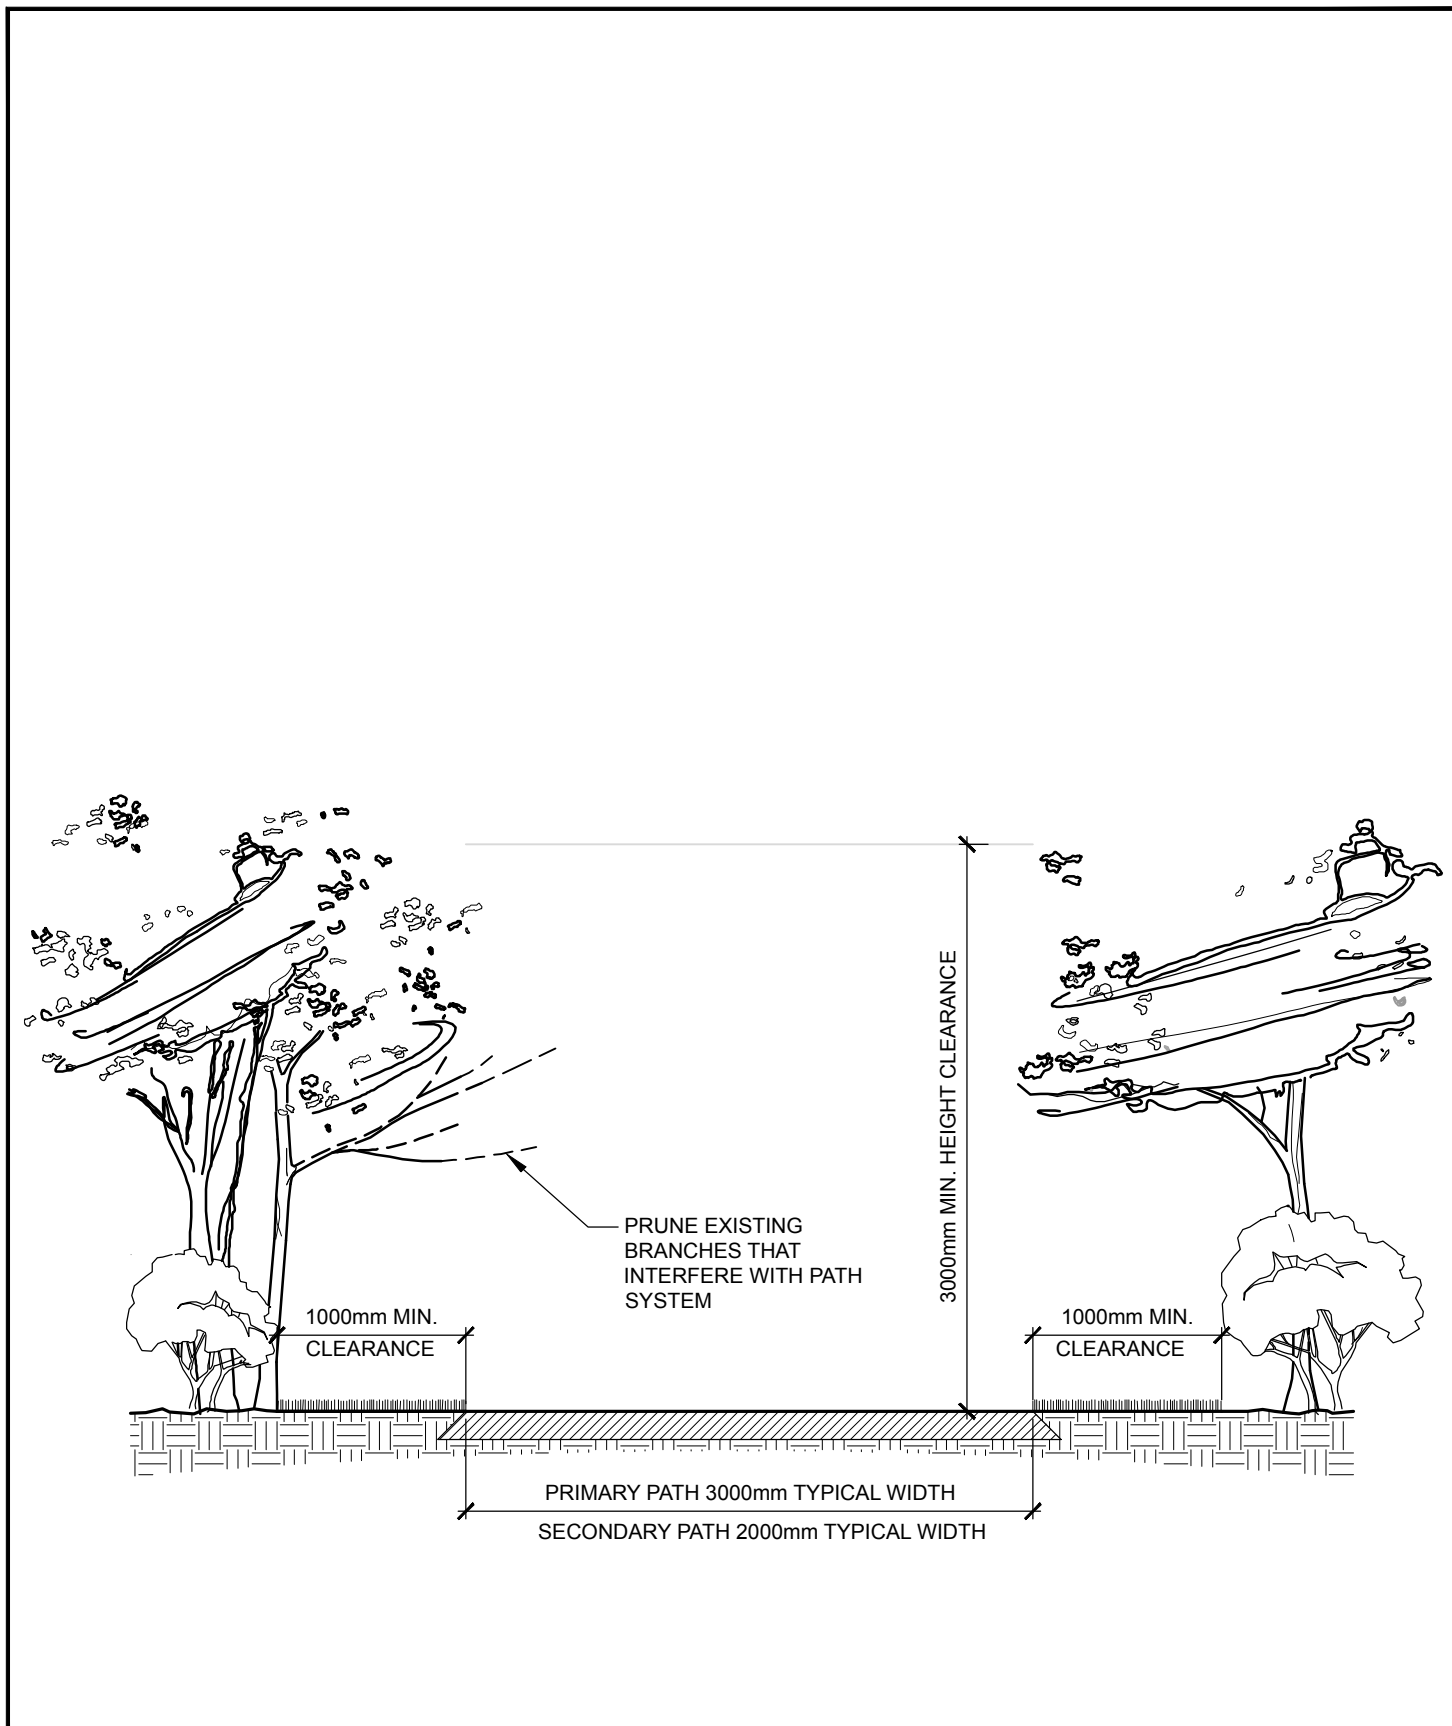 3000mm MIN. HEIGHT CLEARANCE
PRUNE EXISTING
BRANCHES THAT
INTERFERE WITH PATH
SYSTEM
1000mm MIN.
CLEARANCE
1000mm MIN.
CLEARANCE
PRIMARY PATH 3000mm TYPICAL WIDTH
SECONDARY PATH 2000mm TYPICAL WIDTH